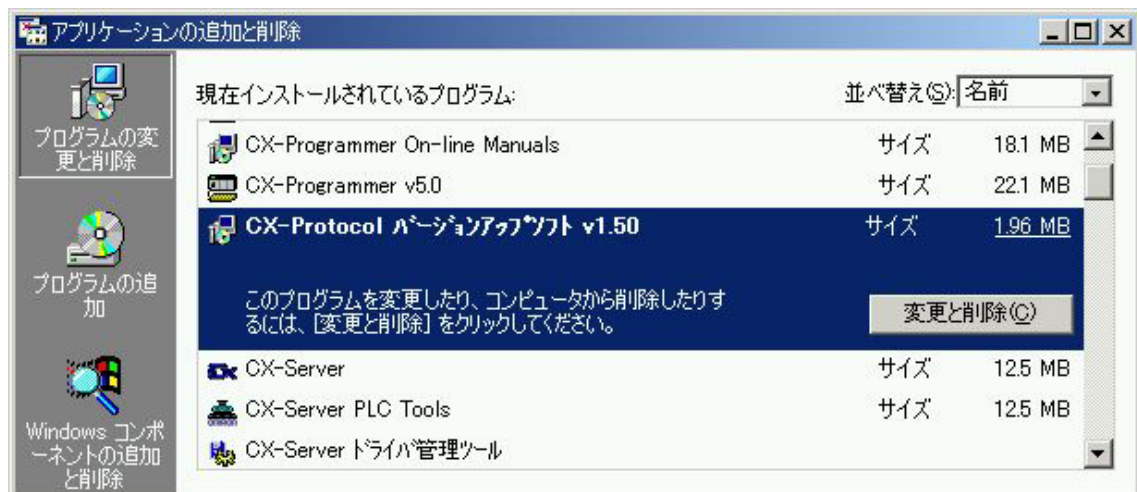 アプリケーションの追加と削除
プログラムの変
更と削除
プログラムの追
加
Windows コンポ
ーネントの追加
と削除
現在インストールされているプログラム:
並べ替え(S): 名前
CX-Programmer On-line Manuals サイズ 18.1 MB
CX-Programmer v5.0 サイズ 22.1 MB
CX-Protocol ﾊﾞｰｼﾞｮﾝｱｯﾌﾟｿﾌﾄ v1.50 サイズ 1.96 MB
このプログラムを変更したり、コンピュータから削除したりす
るには、[変更と削除] をクリックしてください。
変更と削除(C)
CX-Server サイズ 12.5 MB
CX-Server PLC Tools サイズ 12.5 MB
CX-Server ﾄﾞﾗｲﾊﾞ管理ﾂｰﾙ